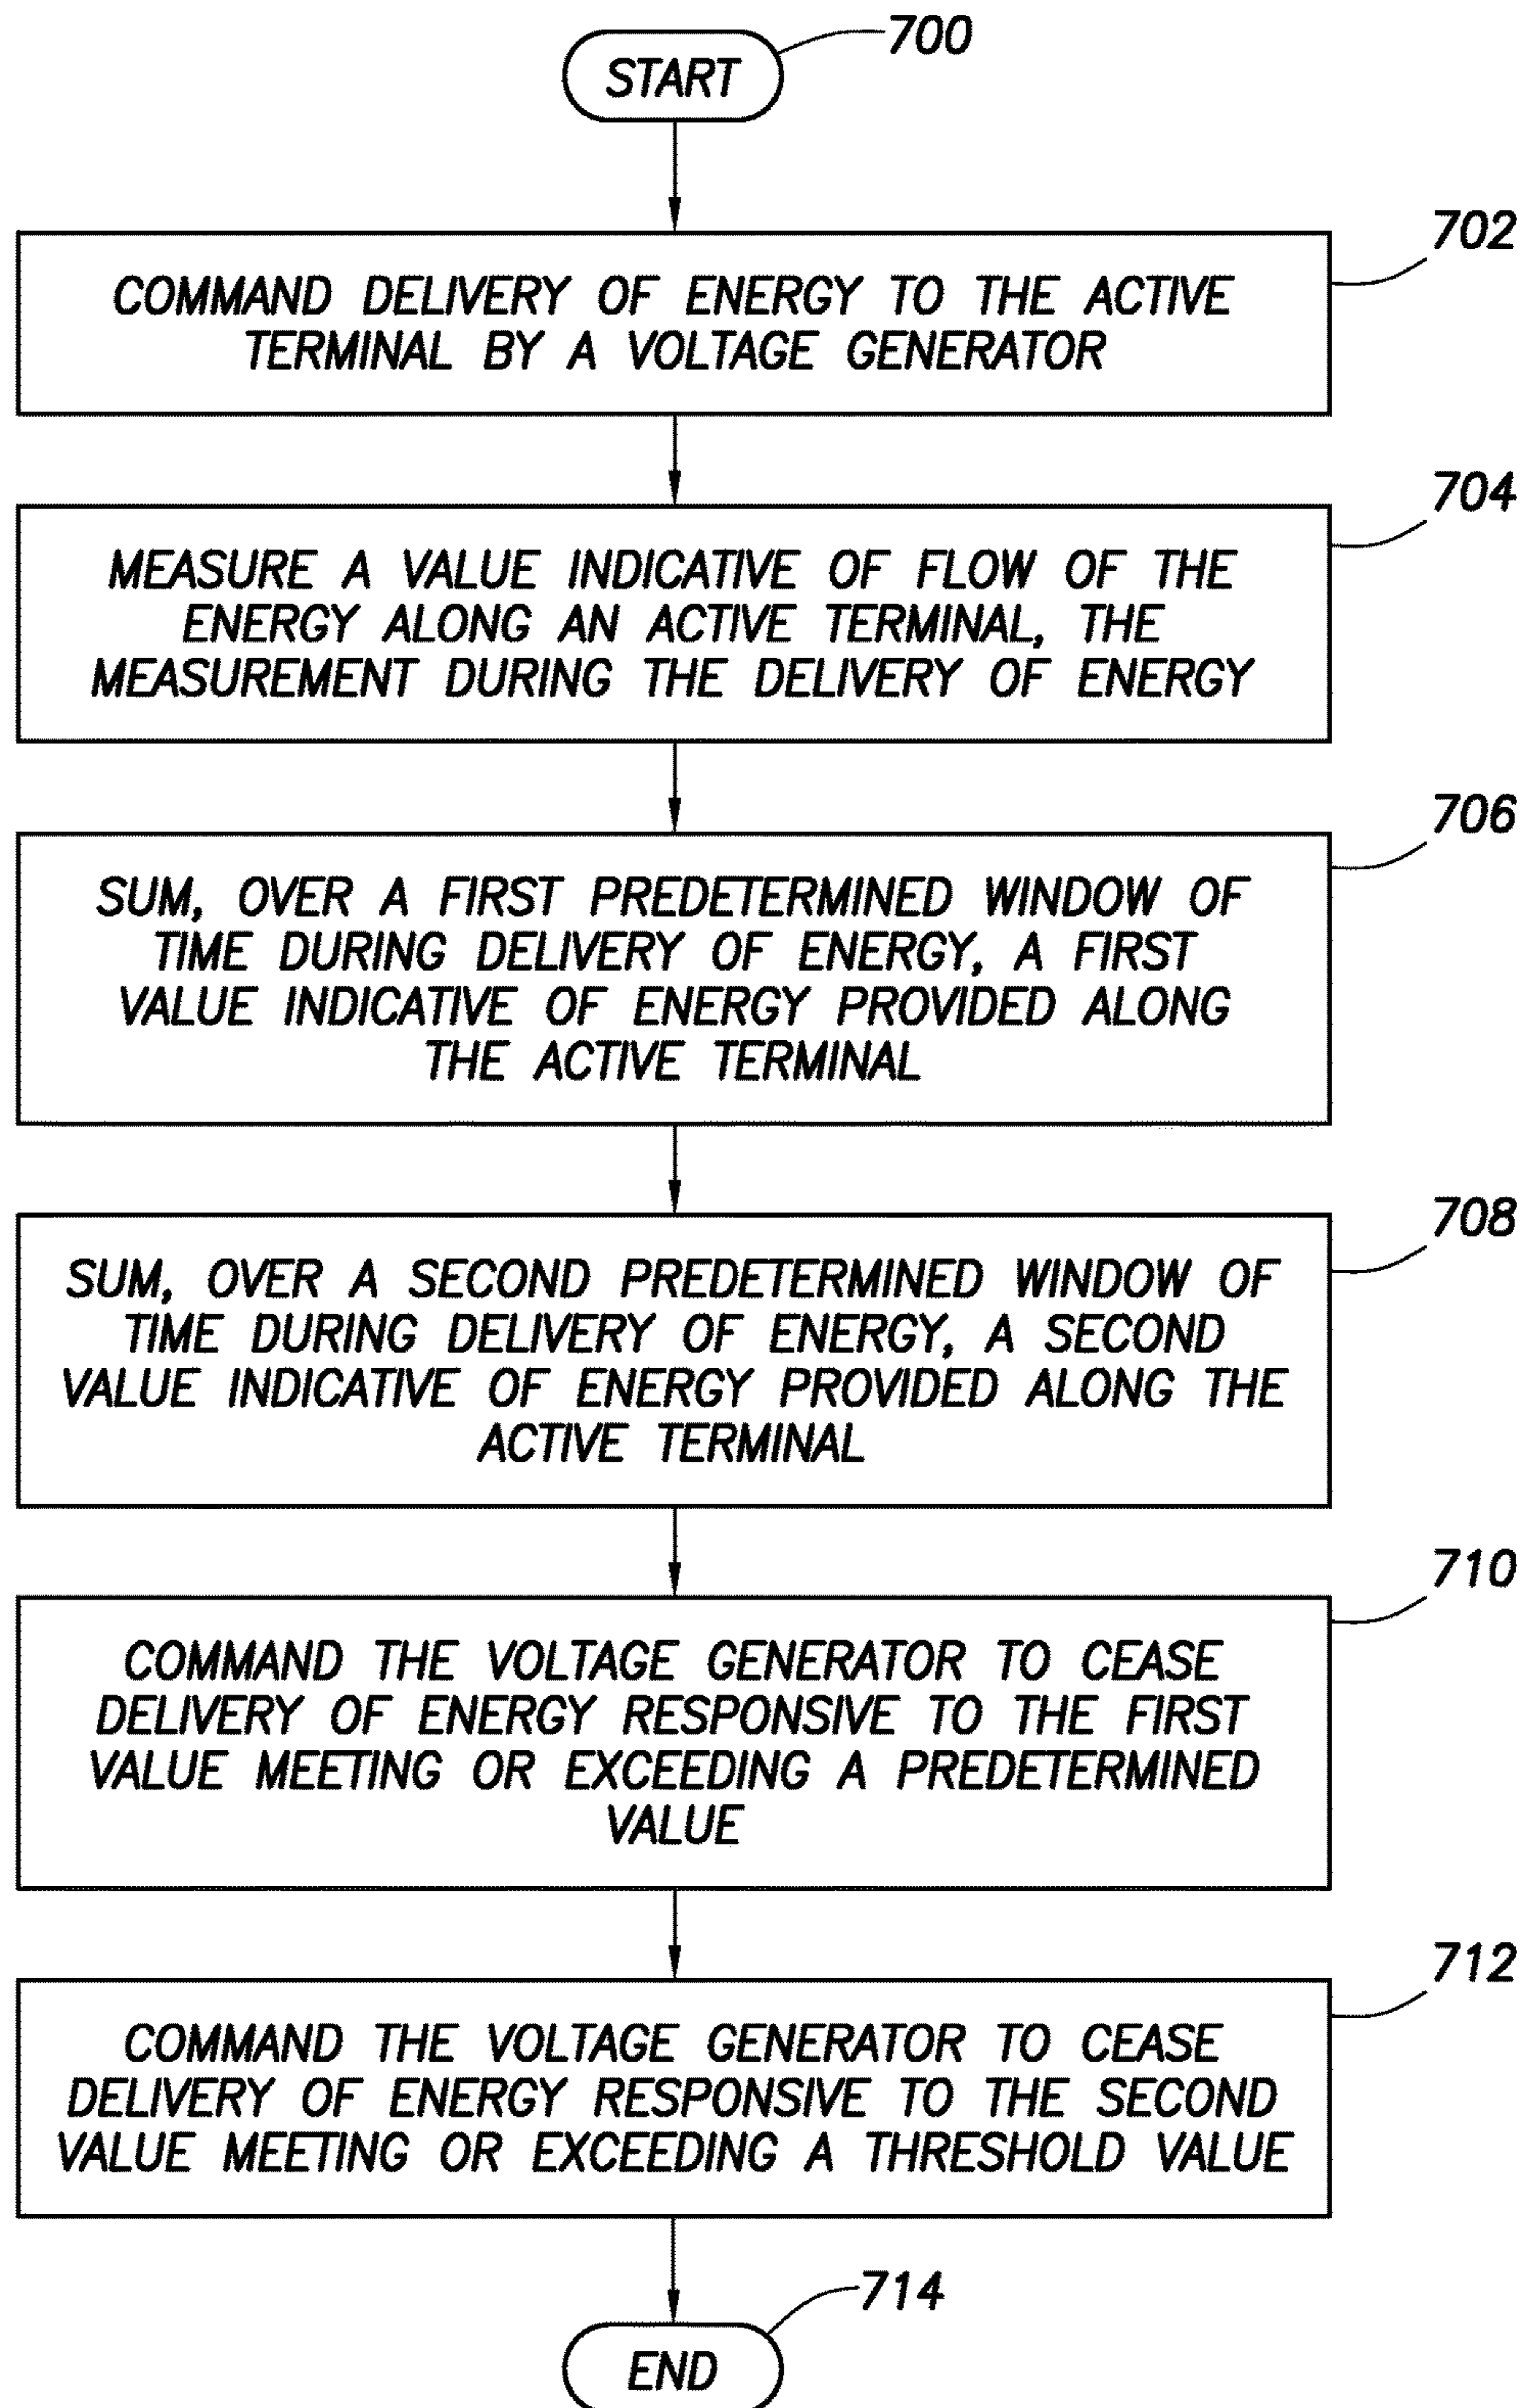 700
START
702
COMMAND DELIVERY OF ENERGY TO THE ACTIVE
TERMINAL BY A VOLTAGE GENERATOR
704
MEASURE A VALUE INDICATIVE OF FLOW OF THE
ENERGY ALONG AN ACTIVE TERMINAL, THE
MEASUREMENT DURING THE DELIVERY OF ENERGY
706
SUM, OVER A FIRST PREDETERMINED WINDOW OF
TIME DURING DELIVERY OF ENERGY, A FIRST
VALUE INDICATIVE OF ENERGY PROVIDED ALONG
THE ACTIVE TERMINAL
708
SUM, OVER A SECOND PREDETERMINED WINDOW OF
TIME DURING DELIVERY OF ENERGY, A SECOND
VALUE INDICATIVE OF ENERGY PROVIDED ALONG THE
ACTIVE TERMINAL
710
COMMAND THE VOLTAGE GENERATOR TO CEASE
DELIVERY OF ENERGY RESPONSIVE TO THE FIRST
VALUE MEETING OR EXCEEDING A PREDETERMINED
VALUE
712
COMMAND THE VOLTAGE GENERATOR TO CEASE
DELIVERY OF ENERGY RESPONSIVE TO THE SECOND
VALUE MEETING OR EXCEEDING A THRESHOLD VALUE
714
END